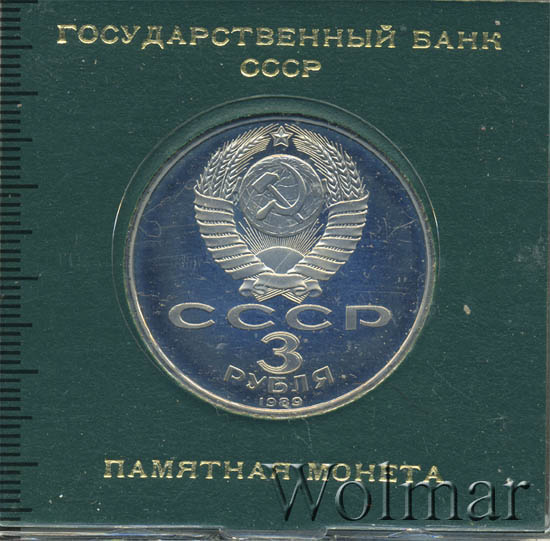 ГОСУДАРСТВЕННЫЙ БАНК
СССР
СССР
3
РУБЛЯ
1989
ПАМЯТНАЯ МОНЕТА
Wolmar